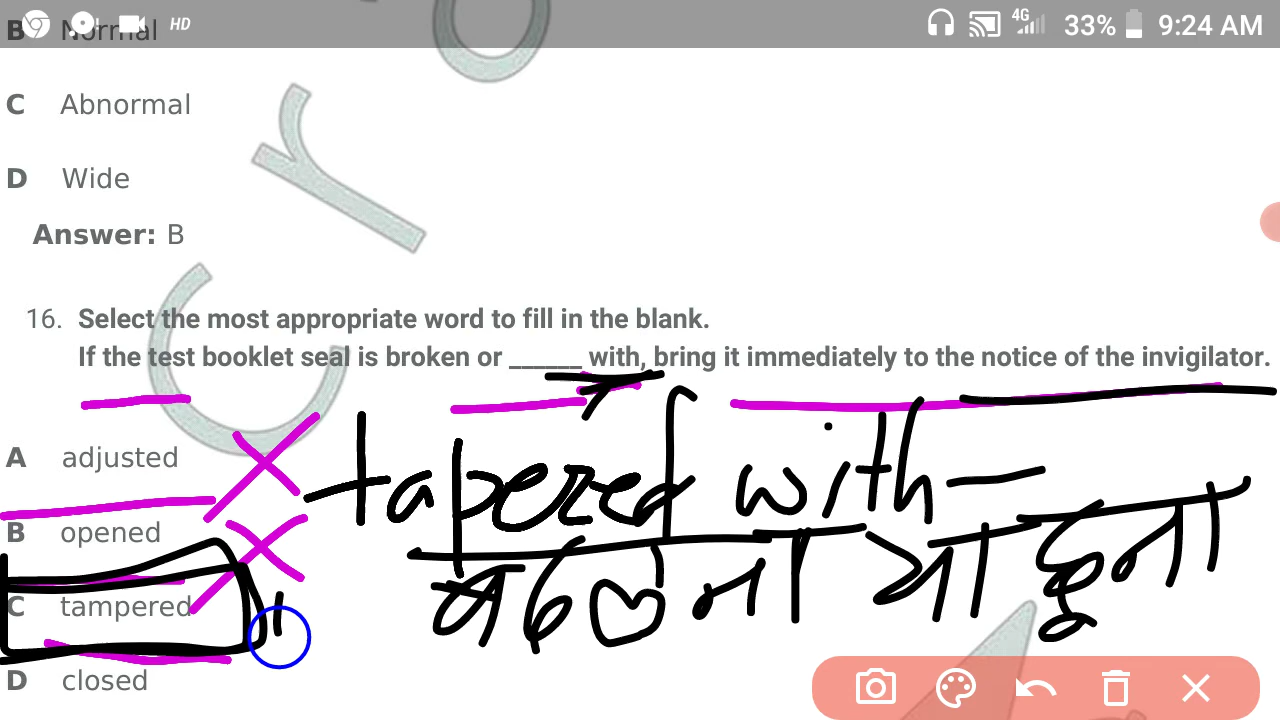 HD 4G 33% 9:24 AM
B Normal
C Abnormal
D Wide
Answer: B
16. Select the most appropriate word to fill in the blank.
If the test booklet seal is broken or ______ with, bring it immediately to the notice of the invigilator.
A adjusted
tapered with —
B opened
बदलना या छुना
C tampered
D closed